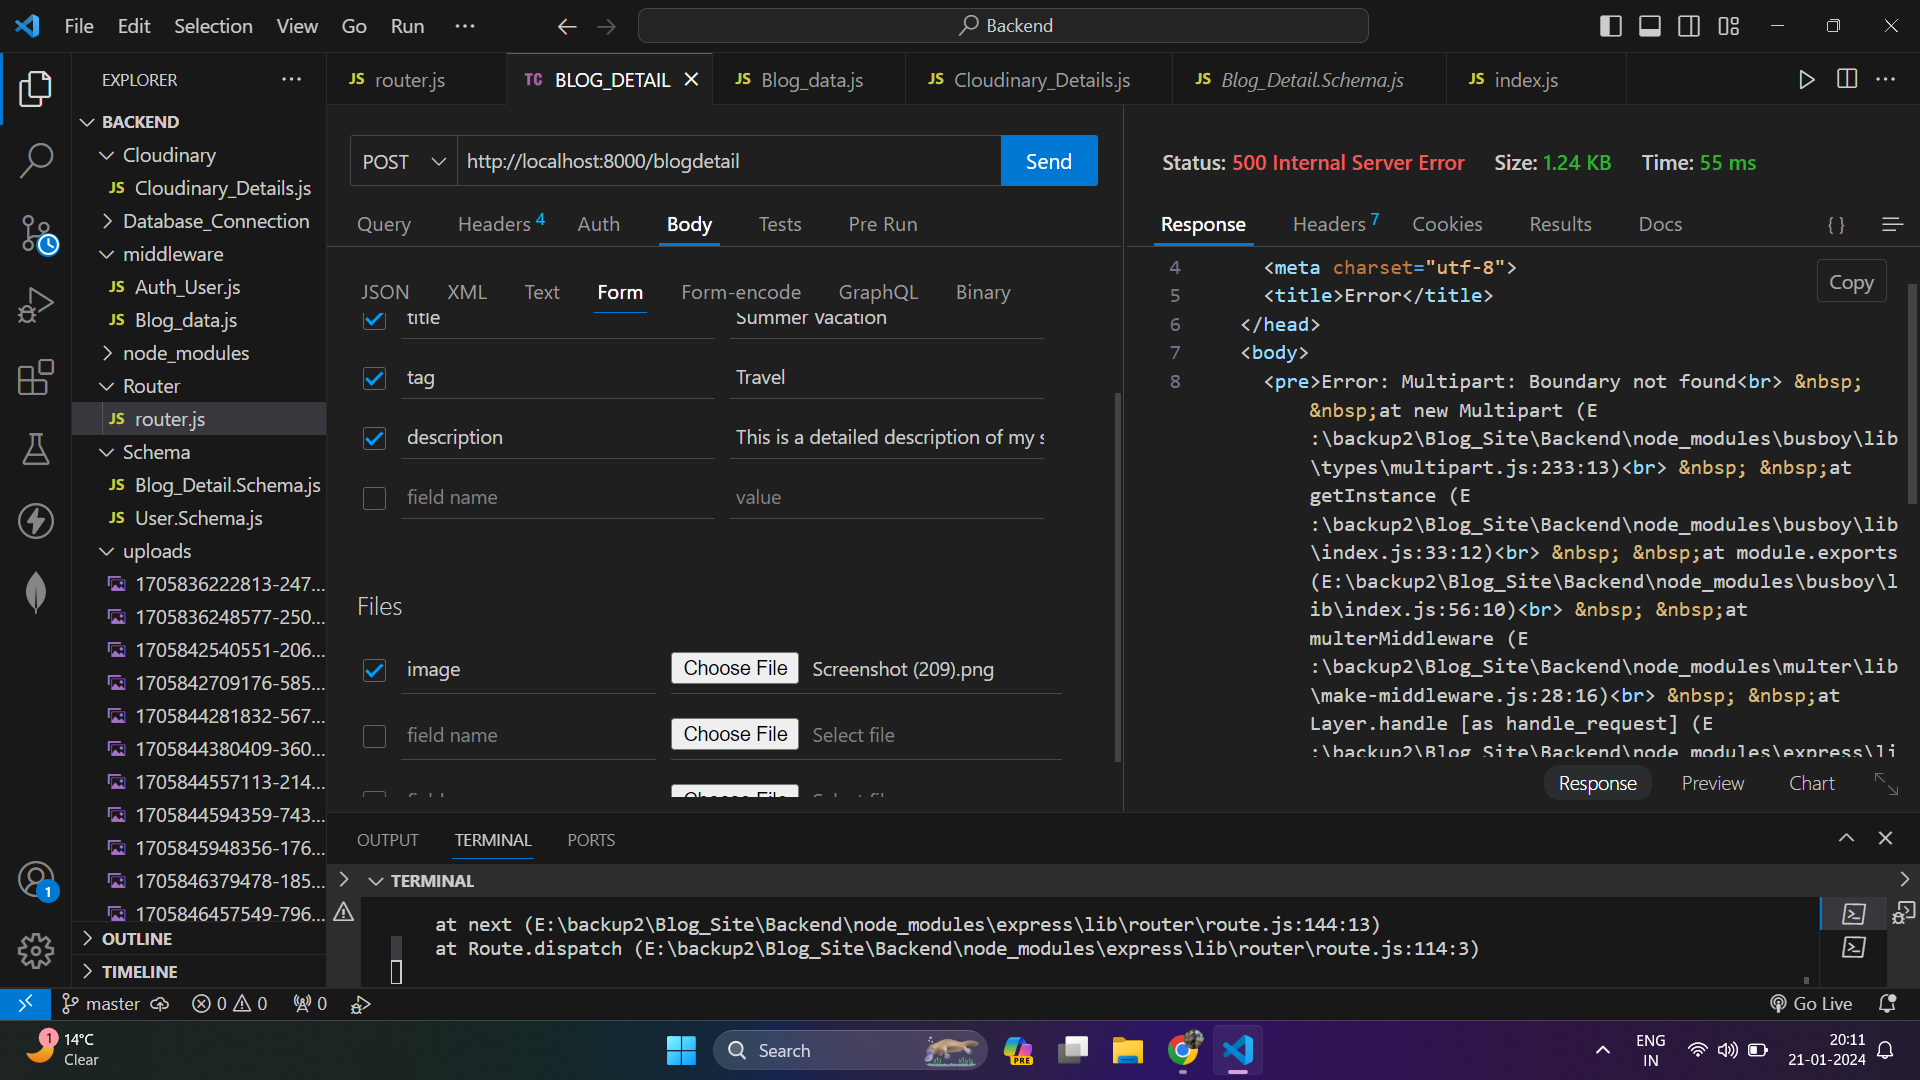 File Edit Selection View Go Run ···
Backend
EXPLORER ···
BACKEND
Cloudinary
JS Cloudinary_Details.js
Database_Connection
middleware
JS Auth_User.js
JS Blog_data.js
node_modules
Router
JS router.js
Schema
JS Blog_Detail.Schema.js
JS User.Schema.js
uploads
1705836222813-247...
1705836248577-250...
1705842540551-206...
1705842709176-585...
1705844281832-567...
1705844380409-360...
1705844557113-214...
1705844594359-743...
1705845948356-176...
1705846379478-185...
1705846457549-796...
OUTLINE
TIMELINE
JS router.js
TC BLOG_DETAIL
JS Blog_data.js
JS Cloudinary_Details.js
JS Blog_Detail.Schema.js
JS index.js
POST http://localhost:8000/blogdetail Send
Query Headers 4 Auth Body Tests Pre Run
JSON XML Text Form Form-encode GraphQL Binary
title Summer Vacation
tag Travel
description This is a detailed description of my s
field name value
Files
image Choose File Screenshot (209).png
field name Choose File Select file
Status: 500 Internal Server Error Size: 1.24 KB Time: 55 ms
Response Headers 7 Cookies Results Docs { }
Copy
4 <meta charset="utf-8">
5 <title>Error</title>
6 </head>
7 <body>
8 <pre>Error: Multipart: Boundary not found<br> &nbsp;
&nbsp;at new Multipart (E
:\backup2\Blog_Site\Backend\node_modules\busboy\lib
\types\multipart.js:233:13)<br> &nbsp; &nbsp;at
getInstance (E
:\backup2\Blog_Site\Backend\node_modules\busboy\lib
\index.js:33:12)<br> &nbsp; &nbsp;at module.exports
(E:\backup2\Blog_Site\Backend\node_modules\busboy\l
ib\index.js:56:10)<br> &nbsp; &nbsp;at
multerMiddleware (E
:\backup2\Blog_Site\Backend\node_modules\multer\lib
\make-middleware.js:28:16)<br> &nbsp; &nbsp;at
Layer.handle [as handle_request] (E
:\backup2\Blog_Site\Backend\node_modules\express\li
Response Preview Chart
OUTPUT TERMINAL PORTS
TERMINAL
at next (E:\backup2\Blog_Site\Backend\node_modules\express\lib\router\route.js:144:13)
at Route.dispatch (E:\backup2\Blog_Site\Backend\node_modules\express\lib\router\route.js:114:3)
1
master 0 0 0
Go Live
1 14°C
Clear
Search
PRE
ENG
IN
20:11
21-01-2024